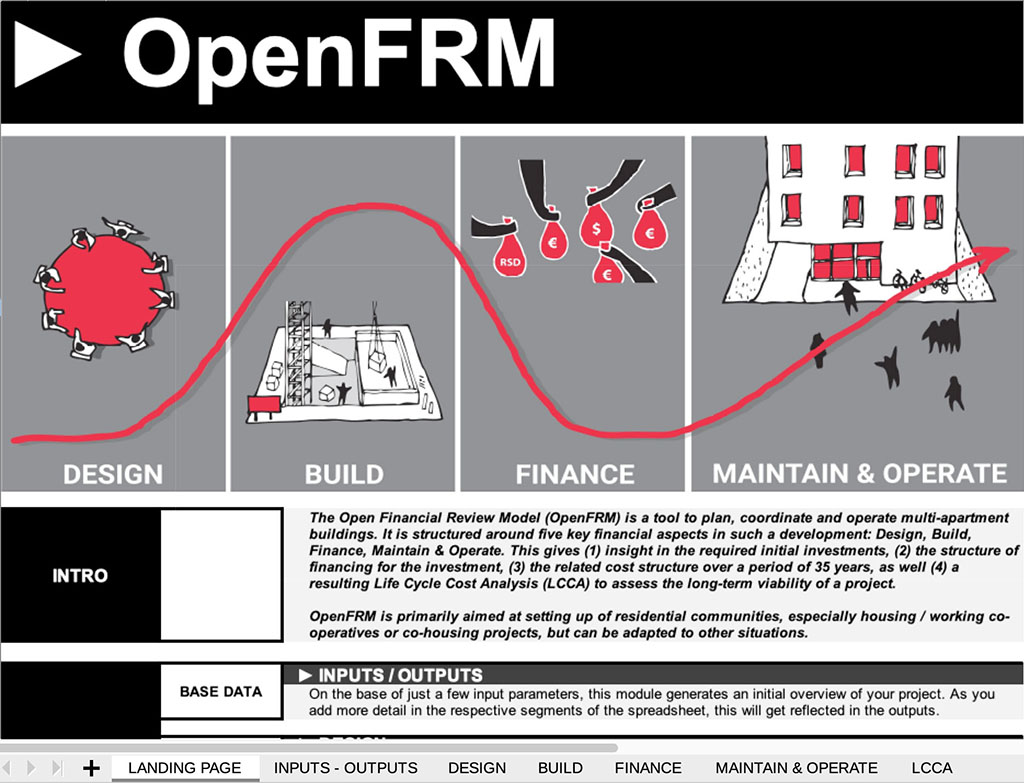 ▶ OpenFRM
RSD
€
$
€
€
DESIGN
BUILD
FINANCE
MAINTAIN & OPERATE
INTRO
The Open Financial Review Model (OpenFRM) is a tool to plan, coordinate and operate multi-apartment
buildings. It is structured around five key financial aspects in such a development: Design, Build,
Finance, Maintain & Operate. This gives (1) insight in the required initial investments, (2) the structure of
financing for the investment, (3) the related cost structure over a period of 35 years, as well (4) a
resulting Life Cycle Cost Analysis (LCCA) to assess the long-term viability of a project.
OpenFRM is primarily aimed at setting up of residential communities, especially housing / working co-
operatives or co-housing projects, but can be adapted to other situations.
BASE DATA
▶ INPUTS / OUTPUTS
On the base of just a few input parameters, this module generates an initial overview of your project. As you
add more detail in the respective segments of the spreadsheet, this will get reflected in the outputs.
LANDING PAGE
INPUTS - OUTPUTS
DESIGN
BUILD
FINANCE
MAINTAIN & OPERATE
LCCA